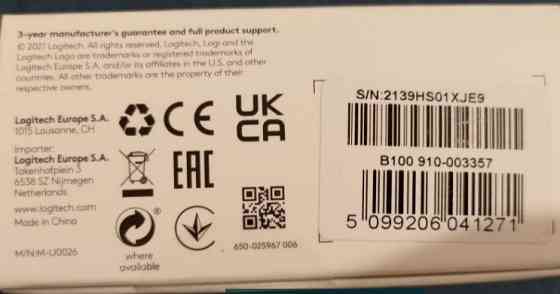 3-year manufacturer's guarantee and full product support.
© 2021 Logitech. All rights reserved. Logitech, Logi and the
Logitech Logo are trademarks or registered trademarks of
Logitech Europe S.A. and/or its affiliates in the U.S. and other
countries. All other trademarks are the property of their
respective owners.
Logitech Europe S.A.
1015 Lausanne, CH
Importer:
Logitech Europe S.A.
Takenhofplein 3
6538 SZ Nijmegen
Netherlands
www.logitech.com
Made in China
M/N:M-U0026
CE
UK
CA
EAC
®
where
available
650-025967 006
S/N:2139HS01XJE9
B100 910-003357
5 099206 041271